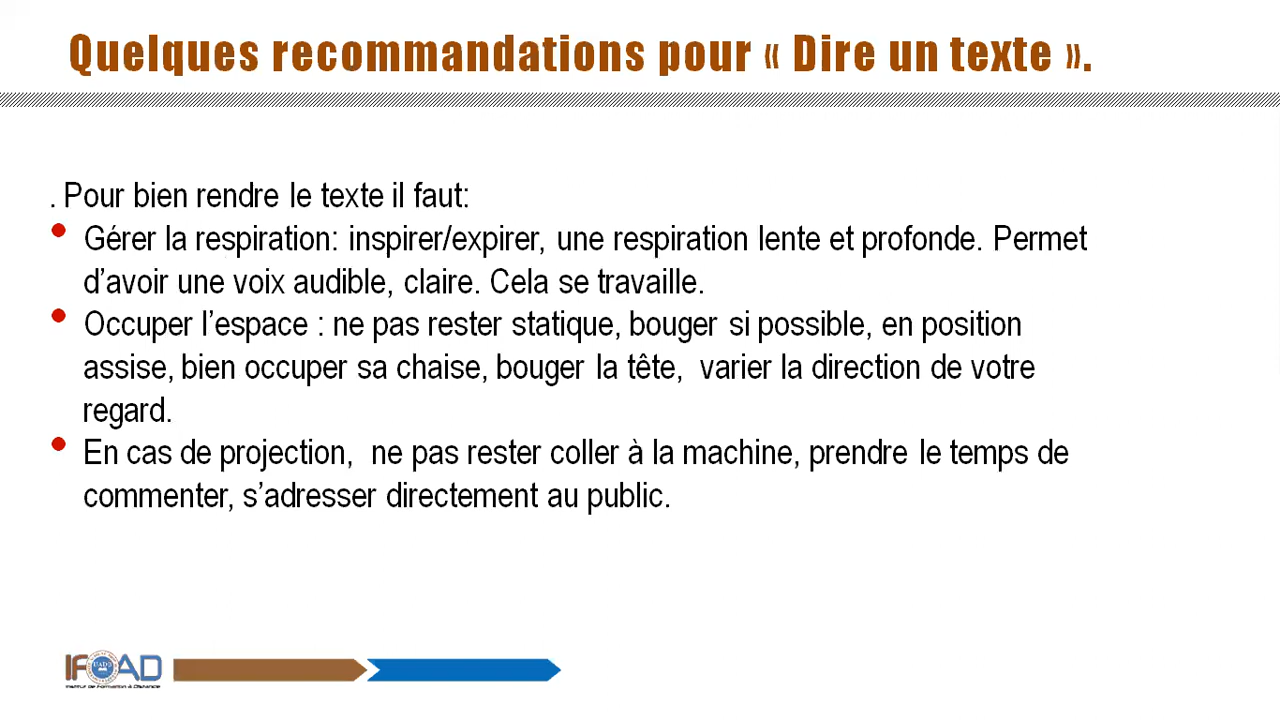 Quelques recommandations pour « Dire un texte ».
. Pour bien rendre le texte il faut:
• Gérer la respiration: inspirer/expirer, une respiration lente et profonde. Permet
d’avoir une voix audible, claire. Cela se travaille.
• Occuper l’espace : ne pas rester statique, bouger si possible, en position
assise, bien occuper sa chaise, bouger la tête, varier la direction de votre
regard.
• En cas de projection, ne pas rester coller à la machine, prendre le temps de
commenter, s’adresser directement au public.
IFOAD
Institut de Formation à Distance